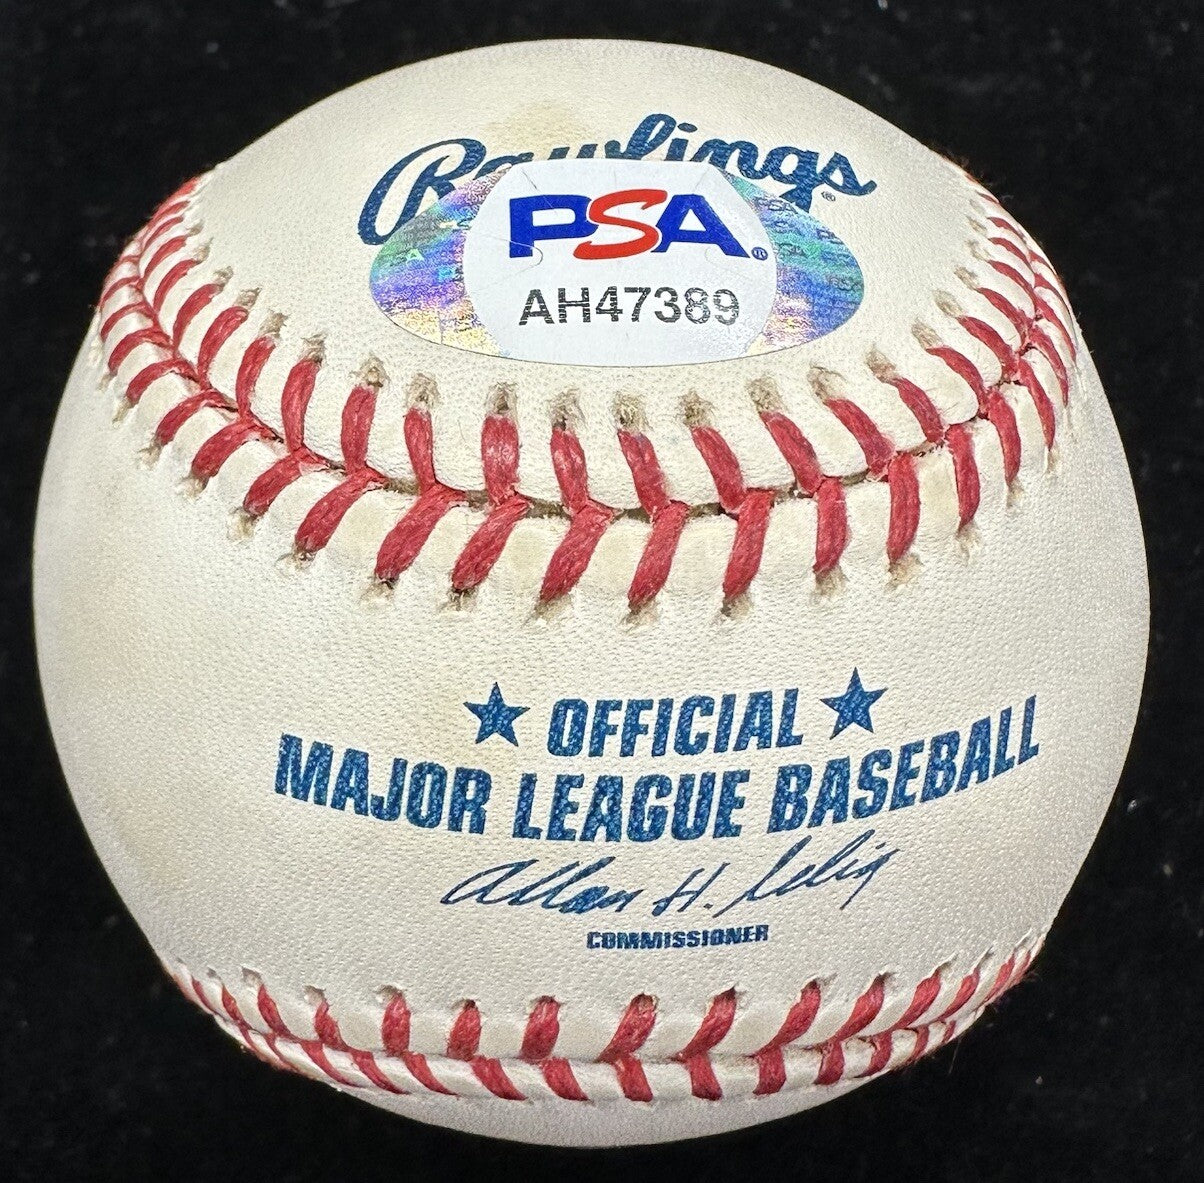 Rawlings®
PSA®
AH47389
★ OFFICIAL ★
MAJOR LEAGUE BASEBALL
Allan H. Selig
COMMISSIONER